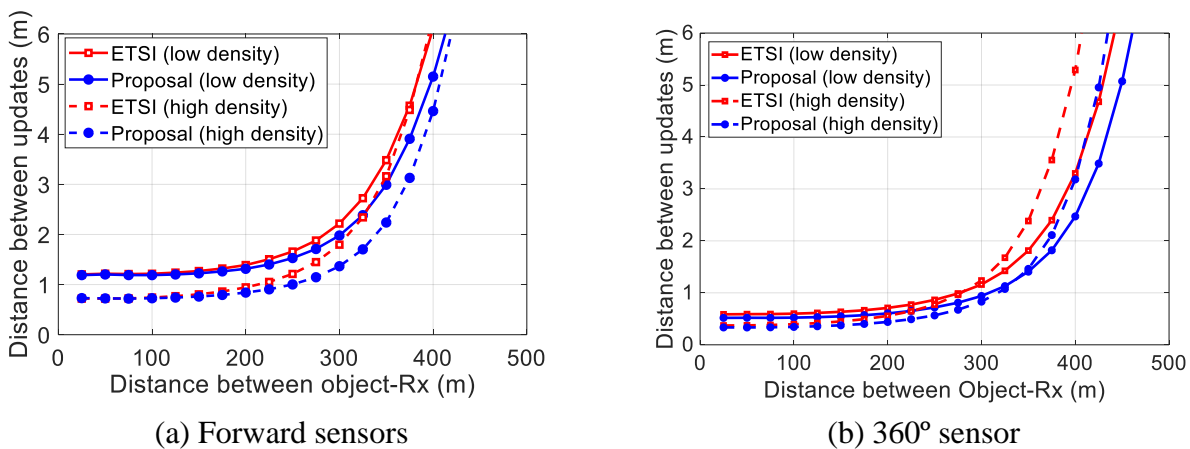 Distance between updates (m)
6
5
4
3
2
1
0
ETSI (low density)
Proposal (low density)
ETSI (high density)
Proposal (high density)
0 100 200 300 400 500
Distance between object-Rx (m)
(a) Forward sensors
Distance between updates (m)
6
5
4
3
2
1
0
ETSI (low density)
Proposal (low density)
ETSI (high density)
Proposal (high density)
0 100 200 300 400 500
Distance between Object-Rx (m)
(b) 360º sensor